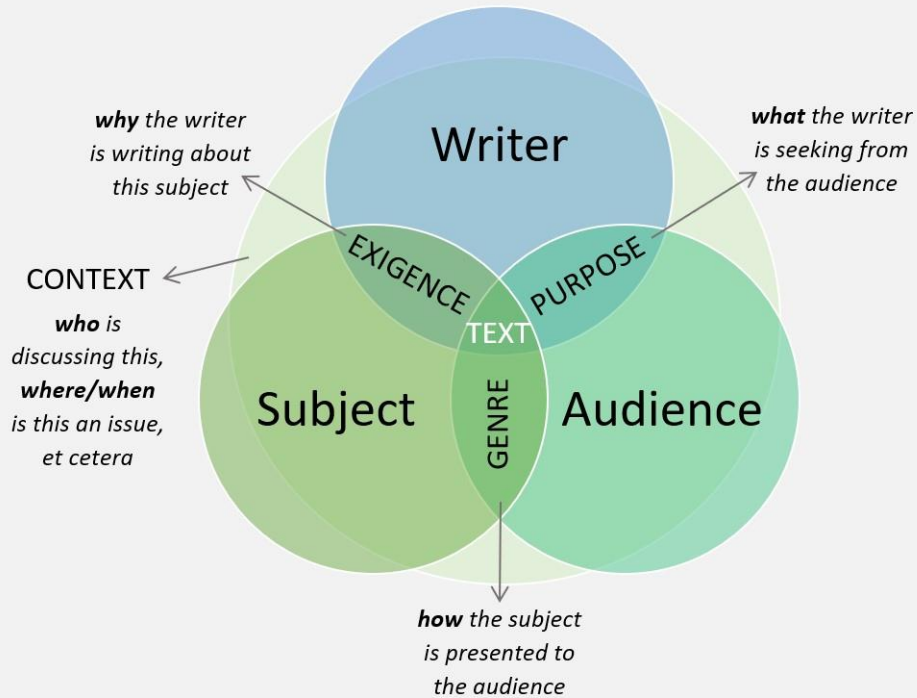 Writer
why the writer
is writing about
this subject
what the writer
is seeking from
the audience
EXIGENCE
PURPOSE
CONTEXT
who is
discussing this,
where/when
is this an issue,
et cetera
TEXT
Subject
GENRE
Audience
how the subject
is presented to
the audience